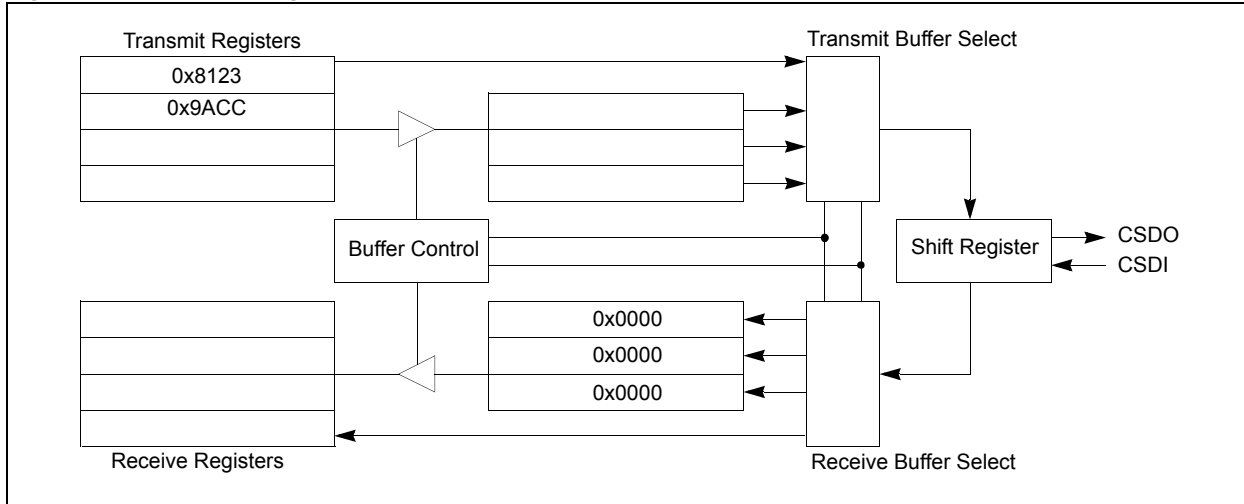 Transmit Registers
Transmit Buffer Select
0x8123
0x9ACC
Buffer Control
Shift Register
CSDO
CSDI
0x0000
0x0000
0x0000
Receive Registers
Receive Buffer Select